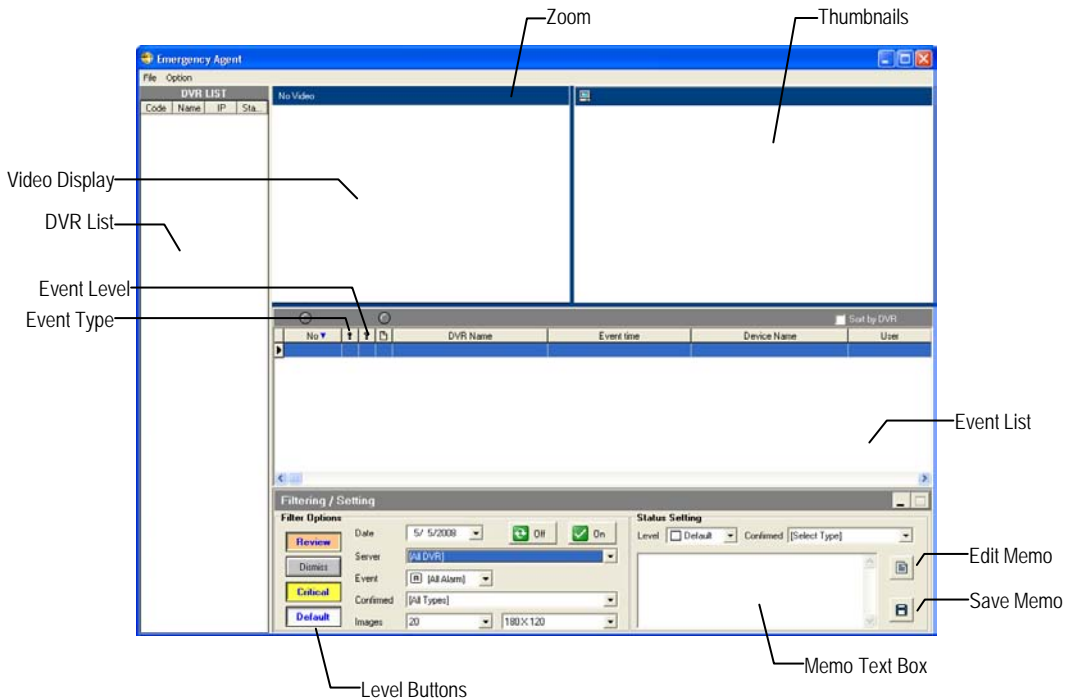 Zoom
Thumbnails
Emergency Agent
File Option
DVR LIST
No Video
Code Name IP Sta...
Video Display
DVR List
Event Level
Event Type
Sort by DVR
No DVR Name Event time Device Name User
Event List
Filtering / Setting
Filter Options
Status Setting
Review
Date 5/ 5/2008 Off On
Level Default Confirmed [Select Type]
Server [All DVR]
Dismiss
Event [All Alarm]
Edit Memo
Critical
Confirmed [All Types]
Save Memo
Default
Images 20 180X120
Memo Text Box
Level Buttons